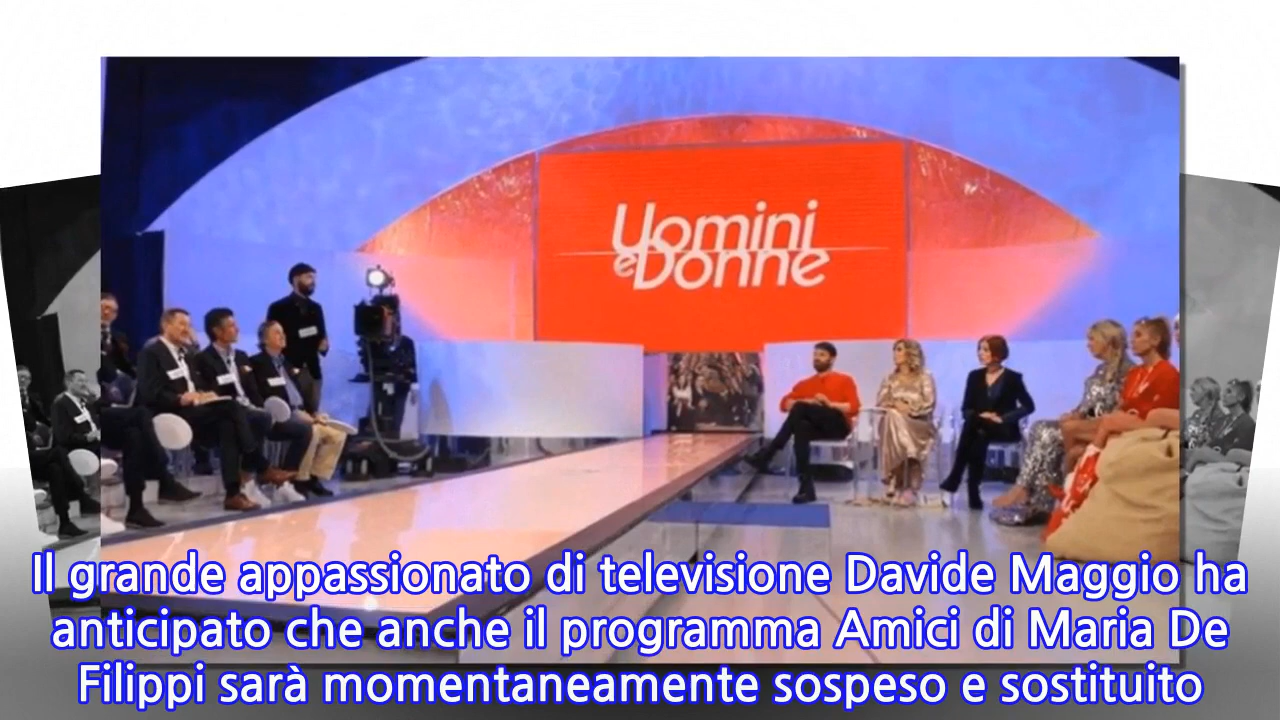 Uomini
eDonne
Il grande appassionato di televisione Davide Maggio ha
anticipato che anche il programma Amici di Maria De
Filippi sarà momentaneamente sospeso e sostituito